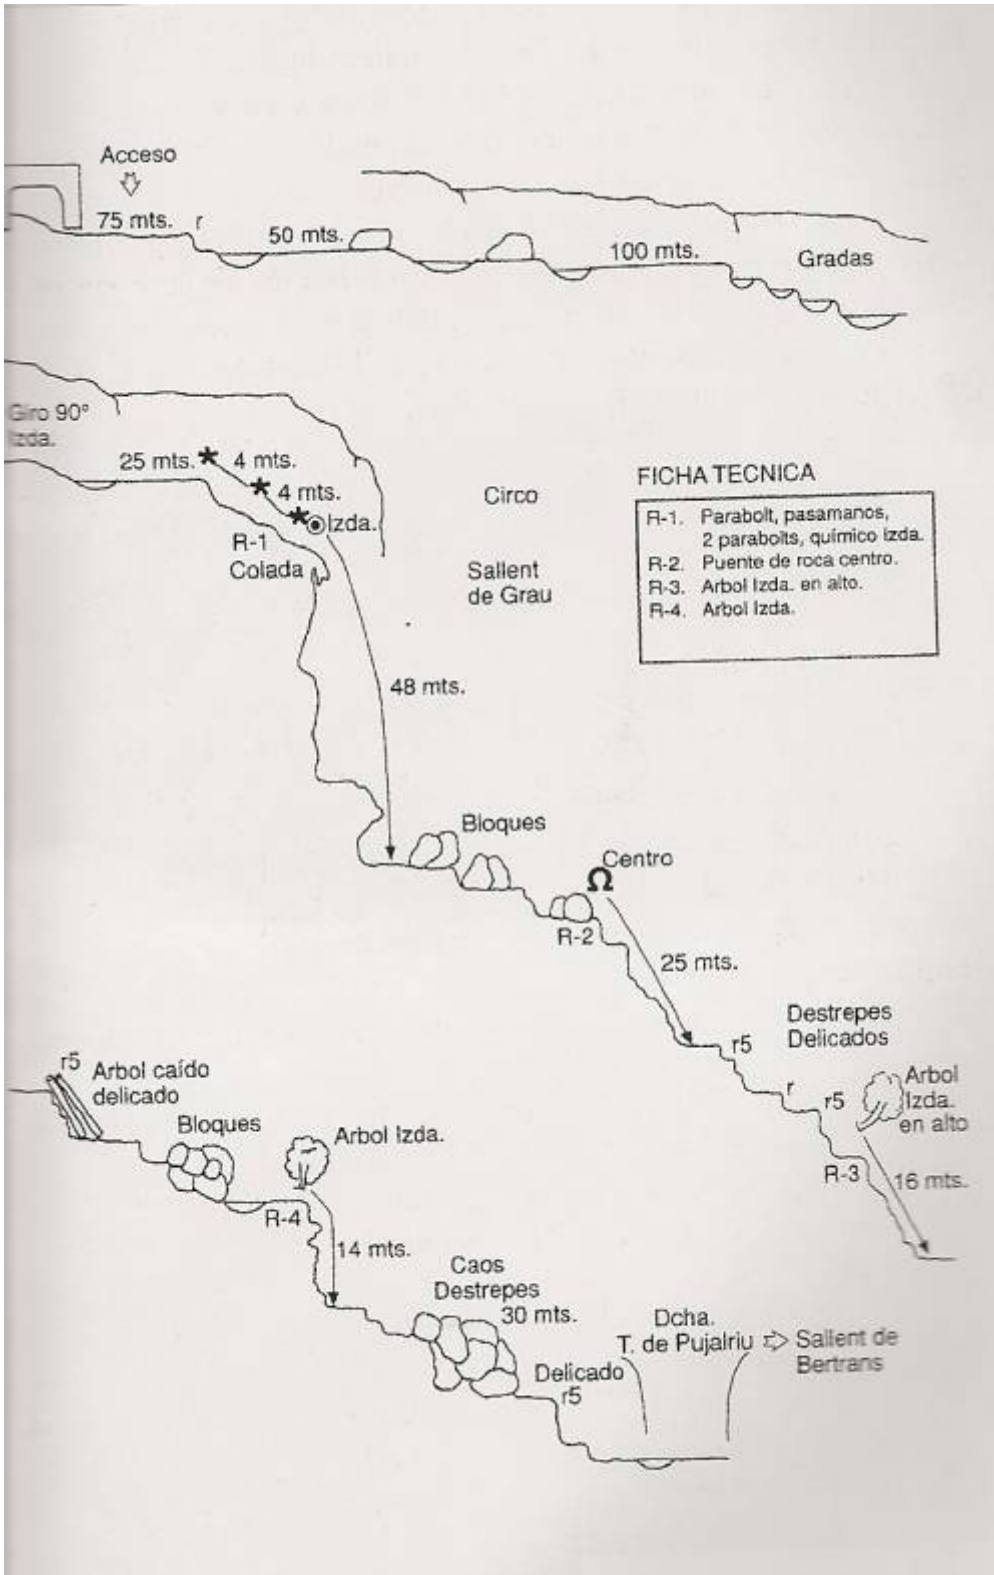 Acceso
75 mts.
r
50 mts.
100 mts.
Gradas
Giro 90º
Izda.
25 mts.
4 mts.
4 mts.
Izda.
R-1
Colada
Circo
Sallent
de Grau
48 mts.
FICHA TECNICA
R-1. Parabolt, pasamanos,
2 parabolts, químico Izda.
R-2. Puente de roca centro.
R-3. Arbol Izda. en alto.
R-4. Arbol Izda.
Bloques
Centro
Ω
R-2
25 mts.
Destrepes
Delicados
r5
r
r5
Arbol
Izda.
en alto
R-3
16 mts.
r5
Arbol caído
delicado
Bloques
Arbol Izda.
R-4
14 mts.
Caos
Destrepes
30 mts.
Delicado
r5
Dcha.
T. de Pujalriu
Sallent de
Bertrans